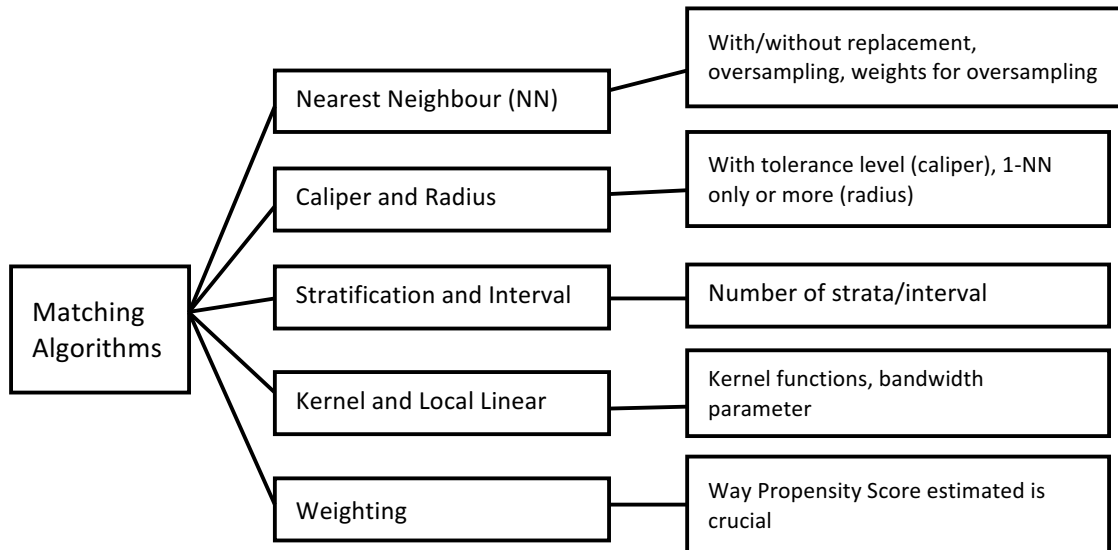 Matching
Algorithms
Nearest Neighbour (NN)
With/without replacement,
oversampling, weights for oversampling
Caliper and Radius
With tolerance level (caliper), 1-NN
only or more (radius)
Stratification and Interval
Number of strata/interval
Kernel and Local Linear
Kernel functions, bandwidth
parameter
Weighting
Way Propensity Score estimated is
crucial